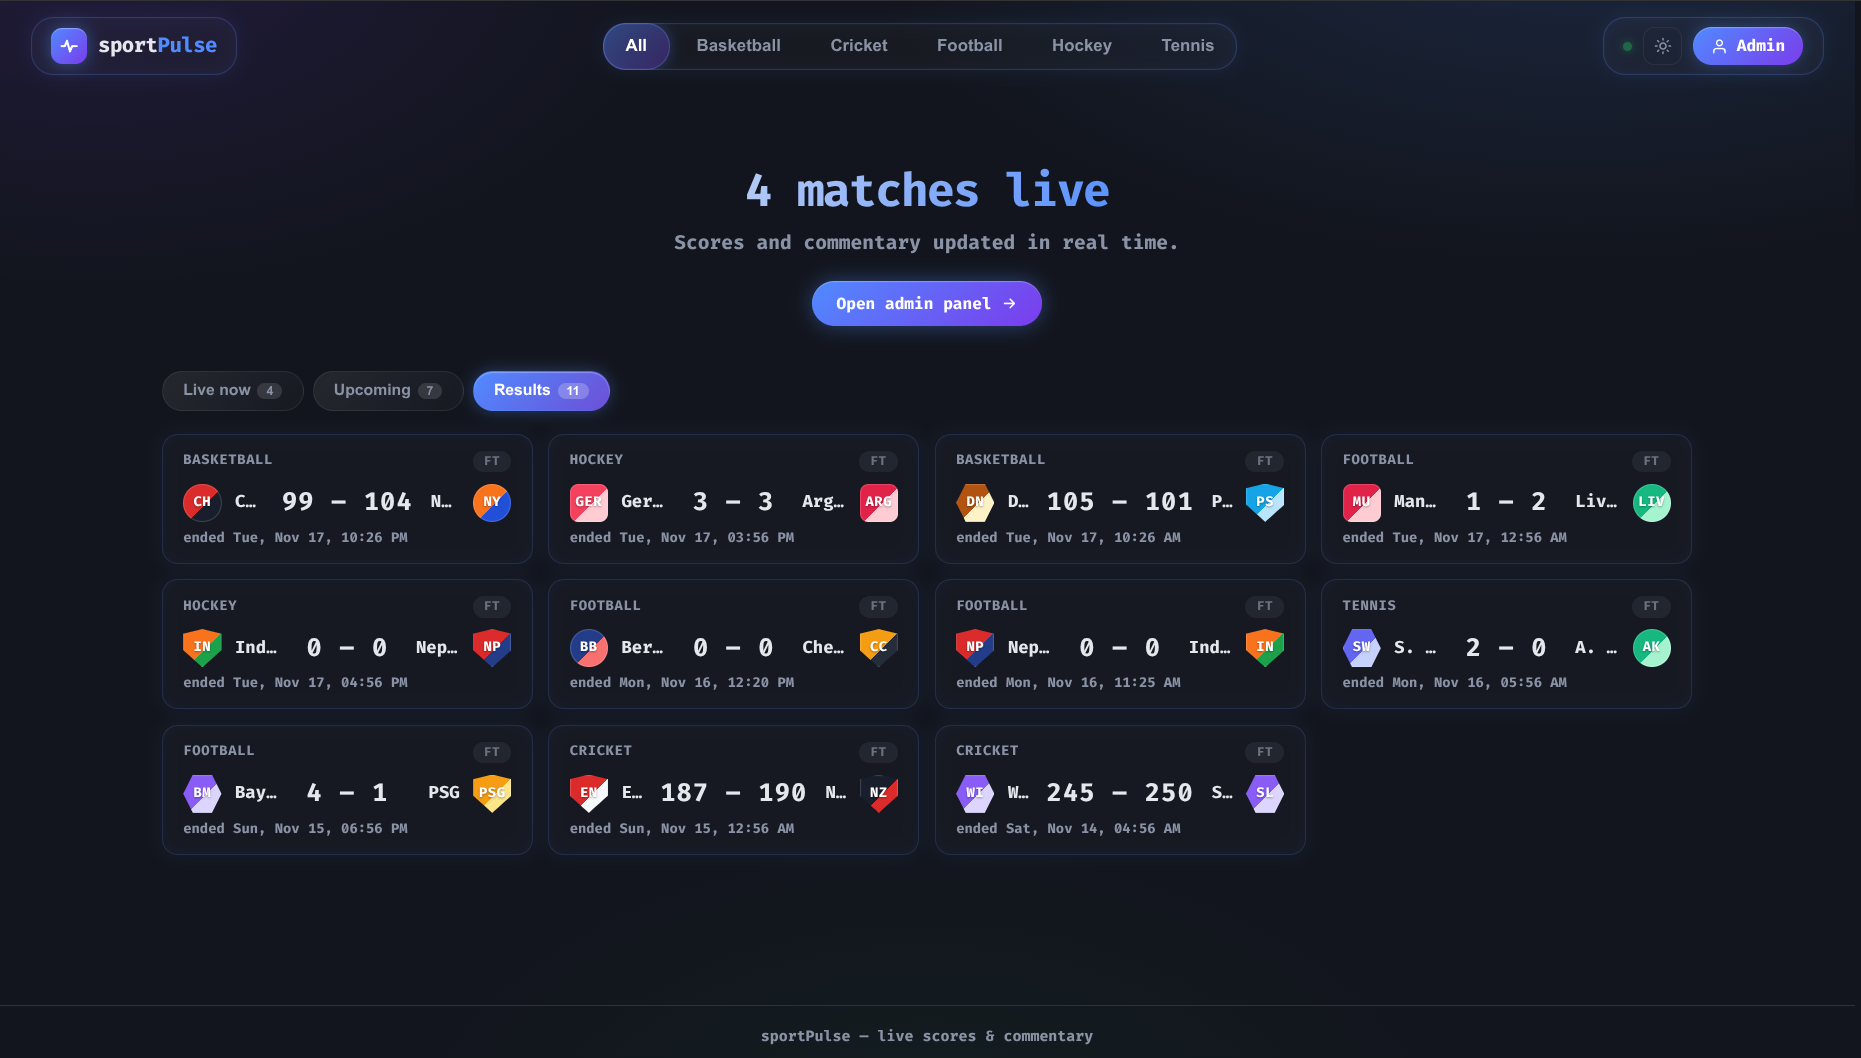 sportPulse
All Basketball Cricket Football Hockey Tennis
Admin
4 matches live
Scores and commentary updated in real time.
Open admin panel →
Live now 4 Upcoming 7 Results 11
BASKETBALL FT
CH C… 99 – 104 N… NY
ended Tue, Nov 17, 10:26 PM
HOCKEY FT
GER Ger… 3 – 3 Arg… ARG
ended Tue, Nov 17, 03:56 PM
BASKETBALL FT
DN D… 105 – 101 P… PS
ended Tue, Nov 17, 10:26 AM
FOOTBALL FT
MU Man… 1 – 2 Liv… LIV
ended Tue, Nov 17, 12:56 AM
HOCKEY FT
IN Ind… 0 – 0 Nep… NP
ended Tue, Nov 17, 04:56 PM
FOOTBALL FT
BB Ber… 0 – 0 Che… CC
ended Mon, Nov 16, 12:20 PM
FOOTBALL FT
NP Nep… 0 – 0 Ind… IN
ended Mon, Nov 16, 11:25 AM
TENNIS FT
SW S. … 2 – 0 A. … AK
ended Mon, Nov 16, 05:56 AM
FOOTBALL FT
BM Bay… 4 – 1 PSG PSG
ended Sun, Nov 15, 06:56 PM
CRICKET FT
EN E… 187 – 190 N… NZ
ended Sun, Nov 15, 12:56 AM
CRICKET FT
WI W… 245 – 250 S… SL
ended Sat, Nov 14, 04:56 AM
sportPulse — live scores & commentary